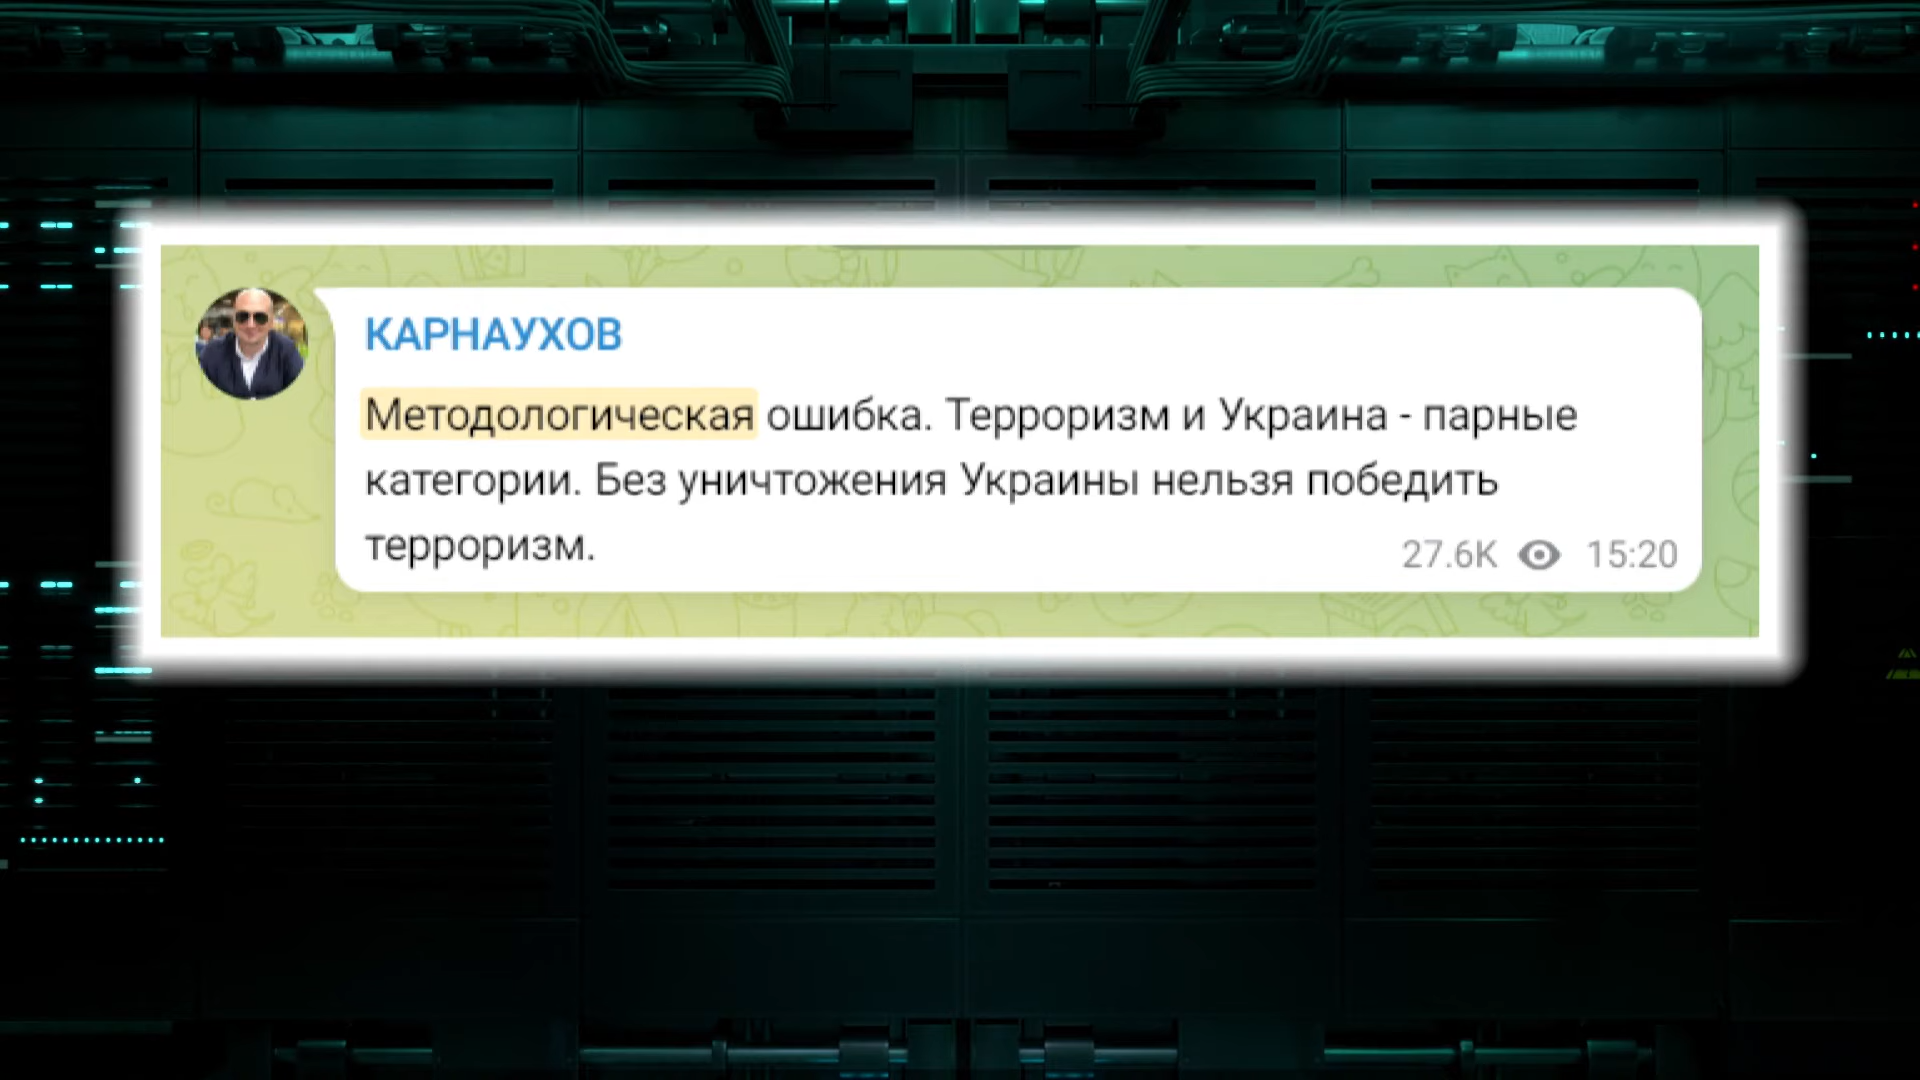 КАРНАУХОВ
Методологическая ошибка. Терроризм и Украина - парные
категории. Без уничтожения Украины нельзя победить
терроризм.
27.6K 15:20